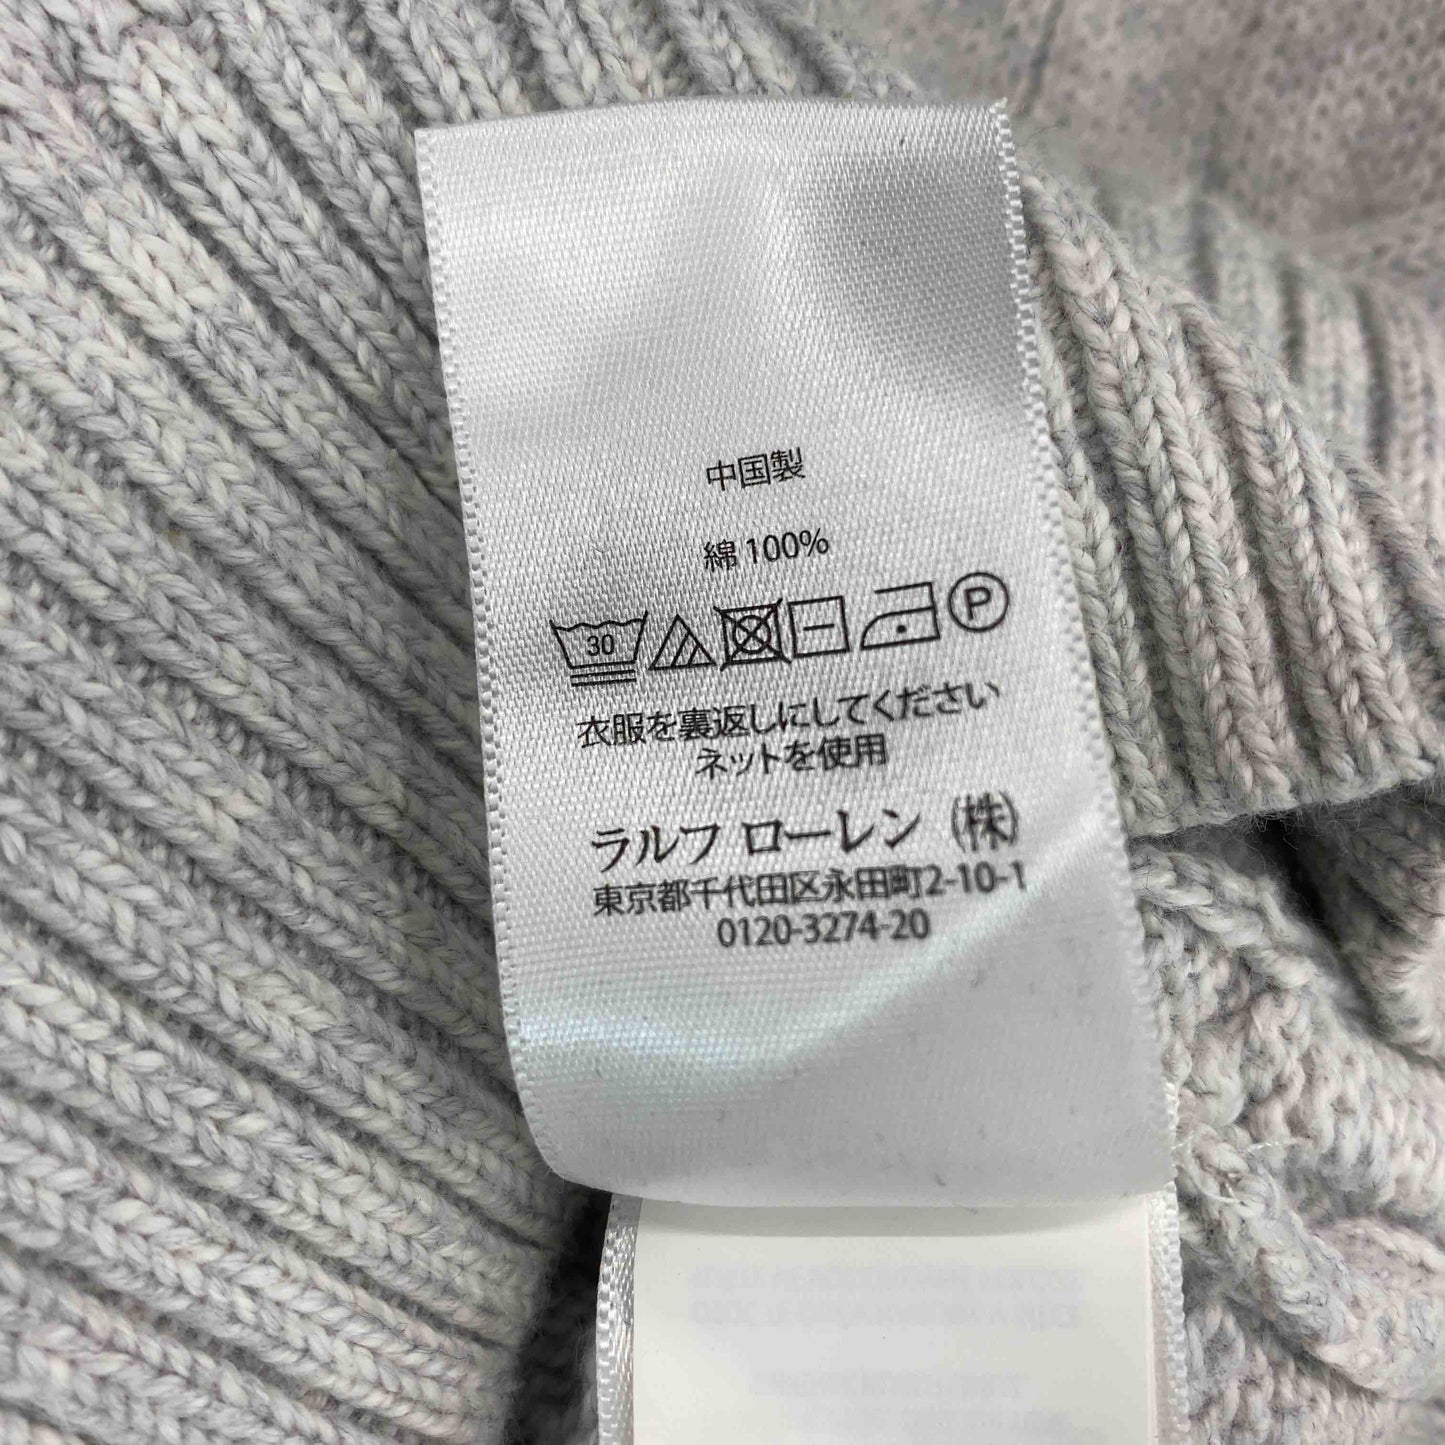 中国製
綿 100%
30 P
衣服を裏返しにしてください
ネットを使用
ラルフ ローレン (株)
東京都千代田区永田町2-10-1
0120-3274-20